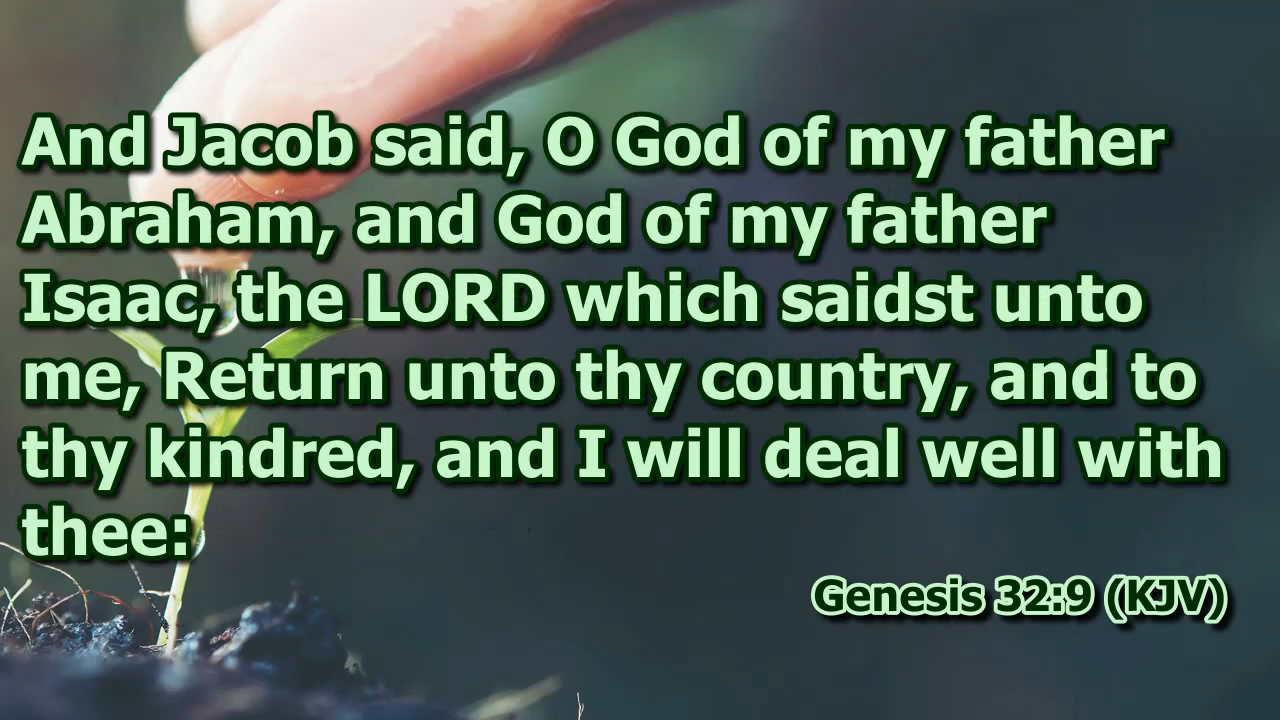 And Jacob said, O God of my father
Abraham, and God of my father
Isaac, the LORD which saidst unto
me, Return unto thy country, and to
thy kindred, and I will deal well with
thee:
Genesis 32:9 (KJV)